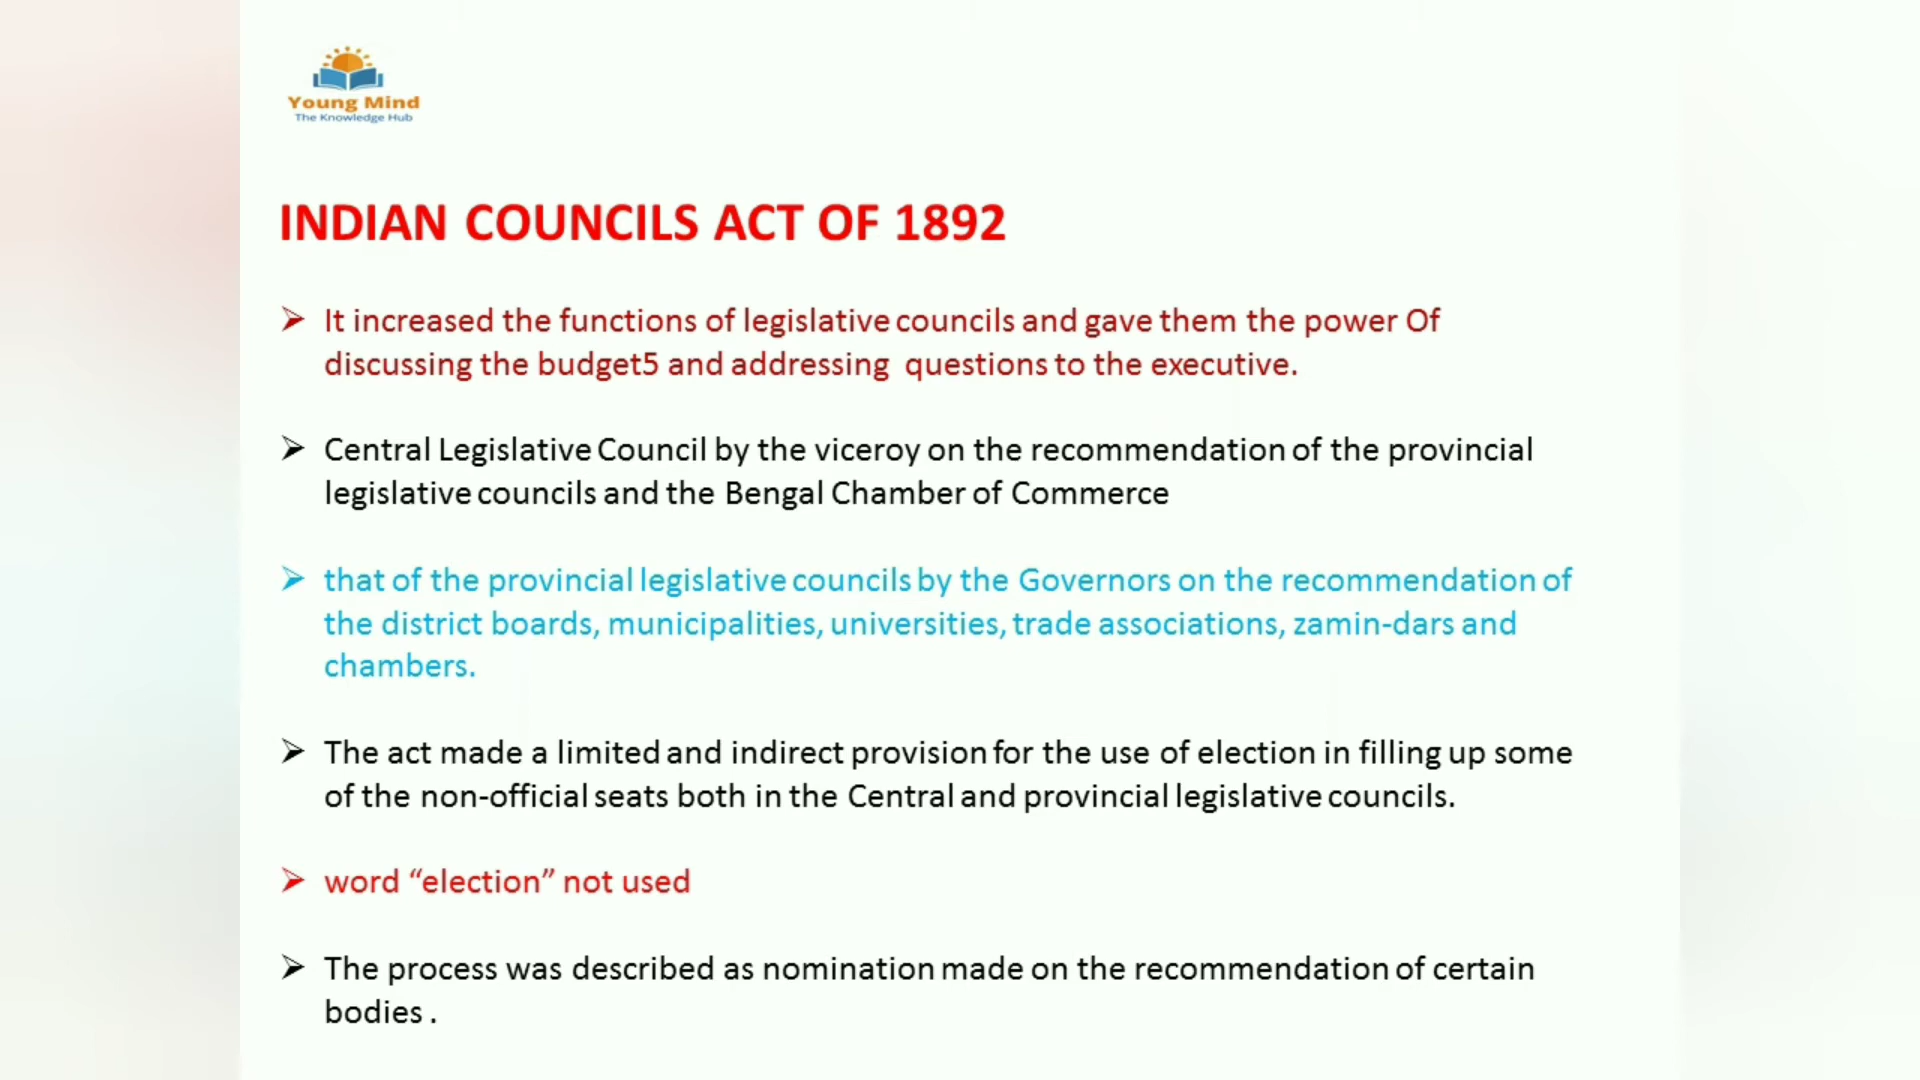 Young Mind
The Knowledge Hub
INDIAN COUNCILS ACT OF 1892
➢ It increased the functions of legislative councils and gave them the power Of
discussing the budget5 and addressing questions to the executive.
➢ Central Legislative Council by the viceroy on the recommendation of the provincial
legislative councils and the Bengal Chamber of Commerce
➢ that of the provincial legislative councils by the Governors on the recommendation of
the district boards, municipalities, universities, trade associations, zamin-dars and
chambers.
➢ The act made a limited and indirect provision for the use of election in filling up some
of the non-official seats both in the Central and provincial legislative councils.
➢ word “election” not used
➢ The process was described as nomination made on the recommendation of certain
bodies .